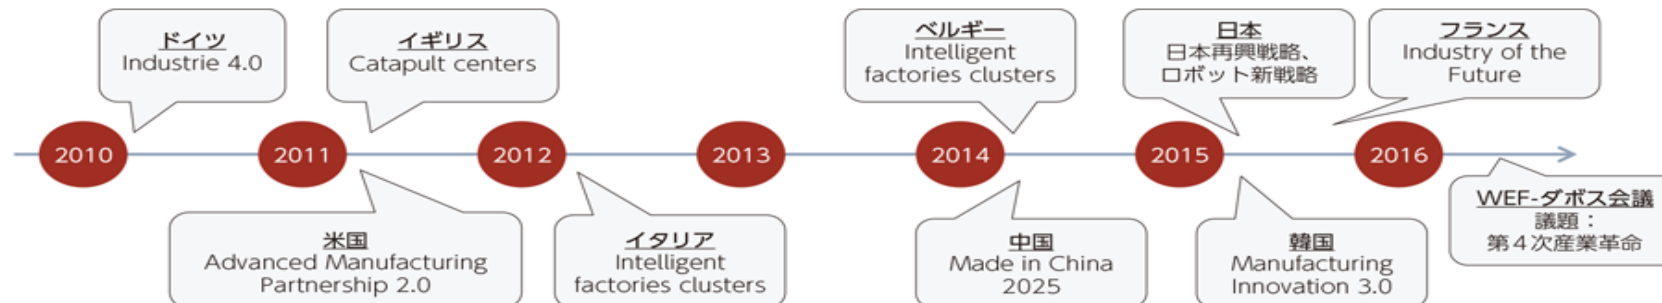 ドイツ
Industrie 4.0
イギリス
Catapult centers
ベルギー
Intelligent
factories clusters
日本
日本再興戦略、
ロボット新戦略
フランス
Industry of the
Future
2010
2011
2012
2013
2014
2015
2016
米国
Advanced Manufacturing
Partnership 2.0
イタリア
Intelligent
factories clusters
中国
Made in China
2025
韓国
Manufacturing
Innovation 3.0
WEF-ダボス会議
議題：
第４次産業革命